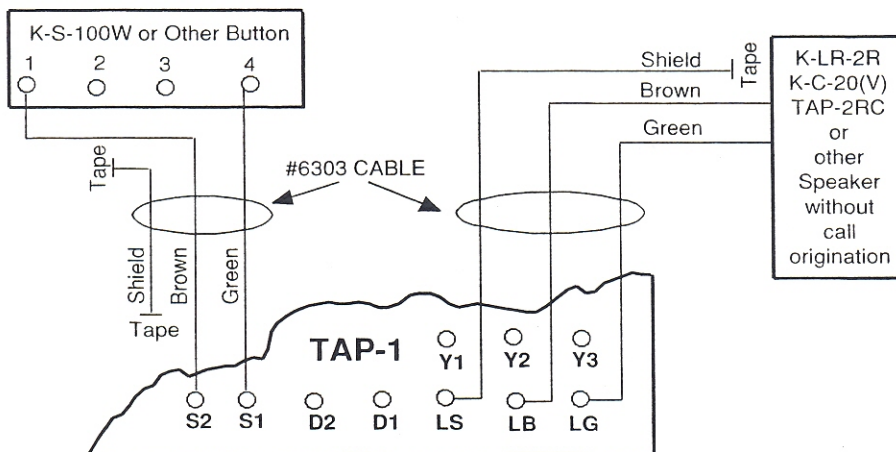 K-S-100W or Other Button
1 2 3 4
Tape
Shield
Brown
Green
Tape
#6303 CABLE
Shield
Brown
Green
Tape
K-LR-2R
K-C-20(V)
TAP-2RC
or
other
Speaker
without
call
origination
TAP-1
Y1 Y2 Y3
S2 S1 D2 D1 LS LB LG